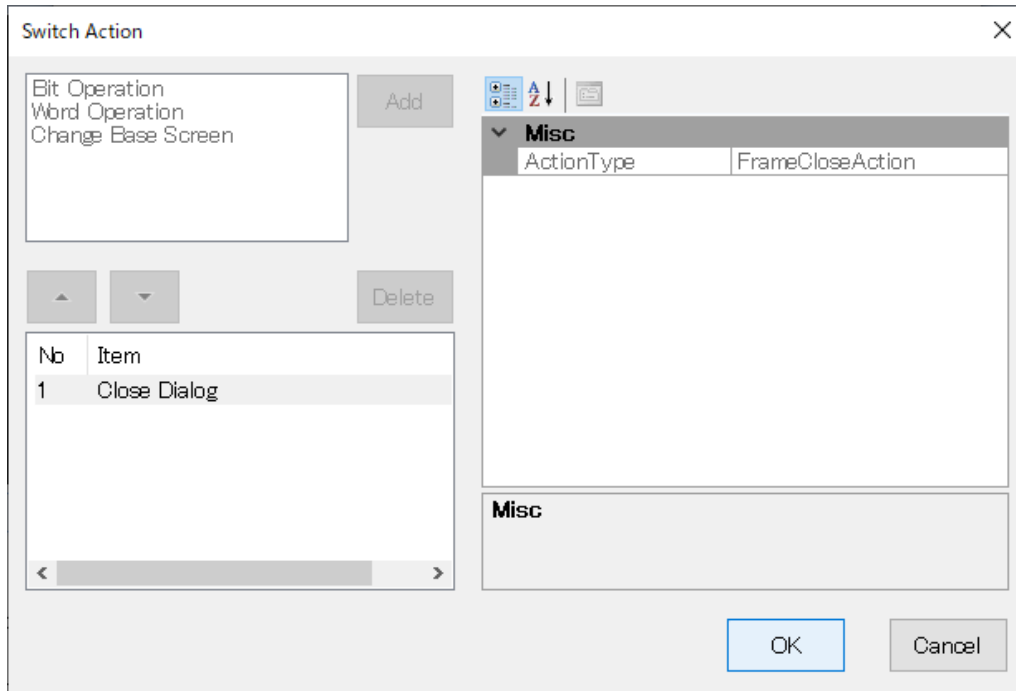 Switch Action
Bit Operation
Word Operation
Change Base Screen
Add
Delete
No Item
1 Close Dialog
Misc
ActionType FrameCloseAction
Misc
OK Cancel